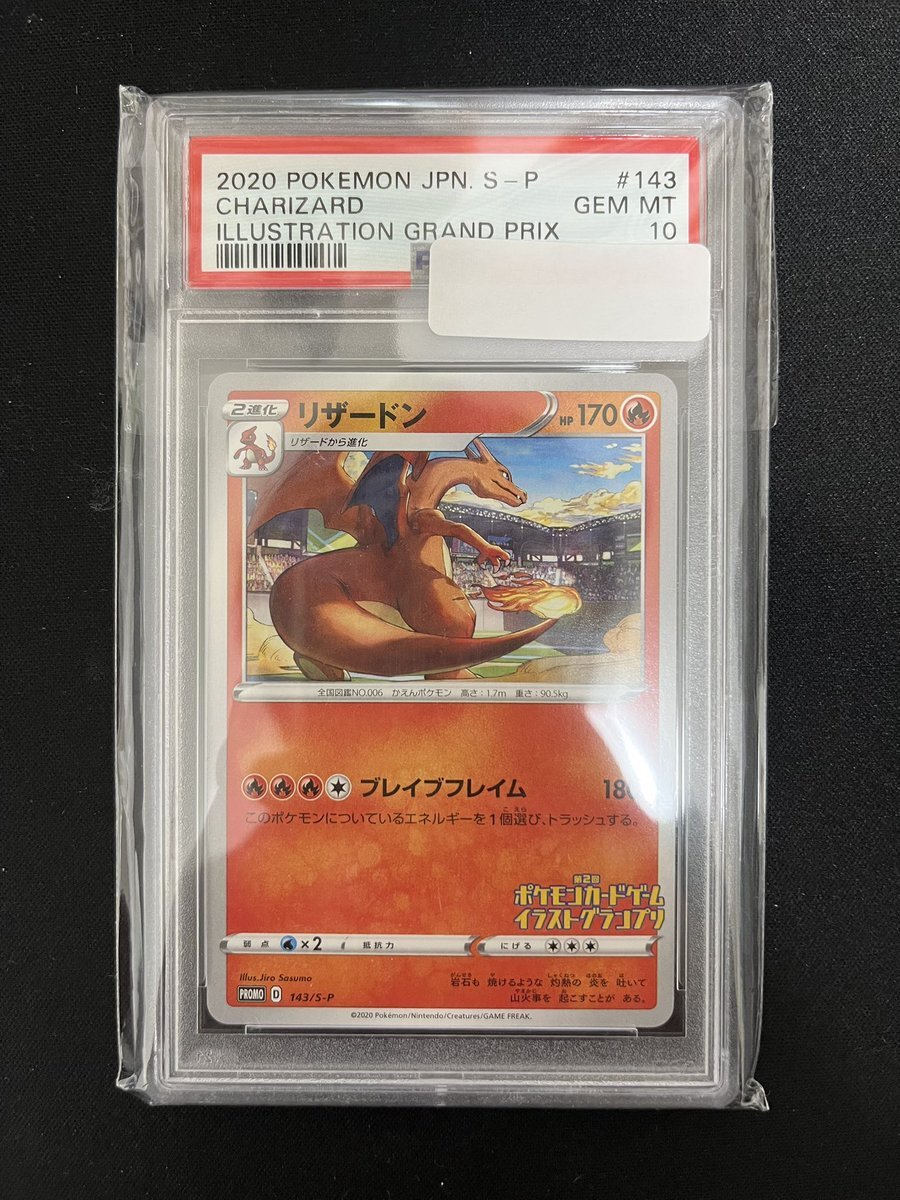 2020 POKEMON JPN. S-P #143
CHARIZARD GEM MT
ILLUSTRATION GRAND PRIX 10
2進化 リザードン HP 170
リザードから進化
全国図鑑NO.006 かえんポケモン 高さ:1.7m 重さ:90.5kg
ブレイブフレイム
このポケモンについているエネルギーを1個選び、トラッシュする。
第2回
ポケモンカードゲーム
イラストグランプリ
弱点 ×2 抵抗力 にげる
Illus.Jiro Sasumo
岩石も 焼けるような 灼熱の 炎を 吐いて
山火事を 起こすことが ある。
PROMO D 143/S-P
©2020 Pokémon/Nintendo/Creatures/GAME FREAK.